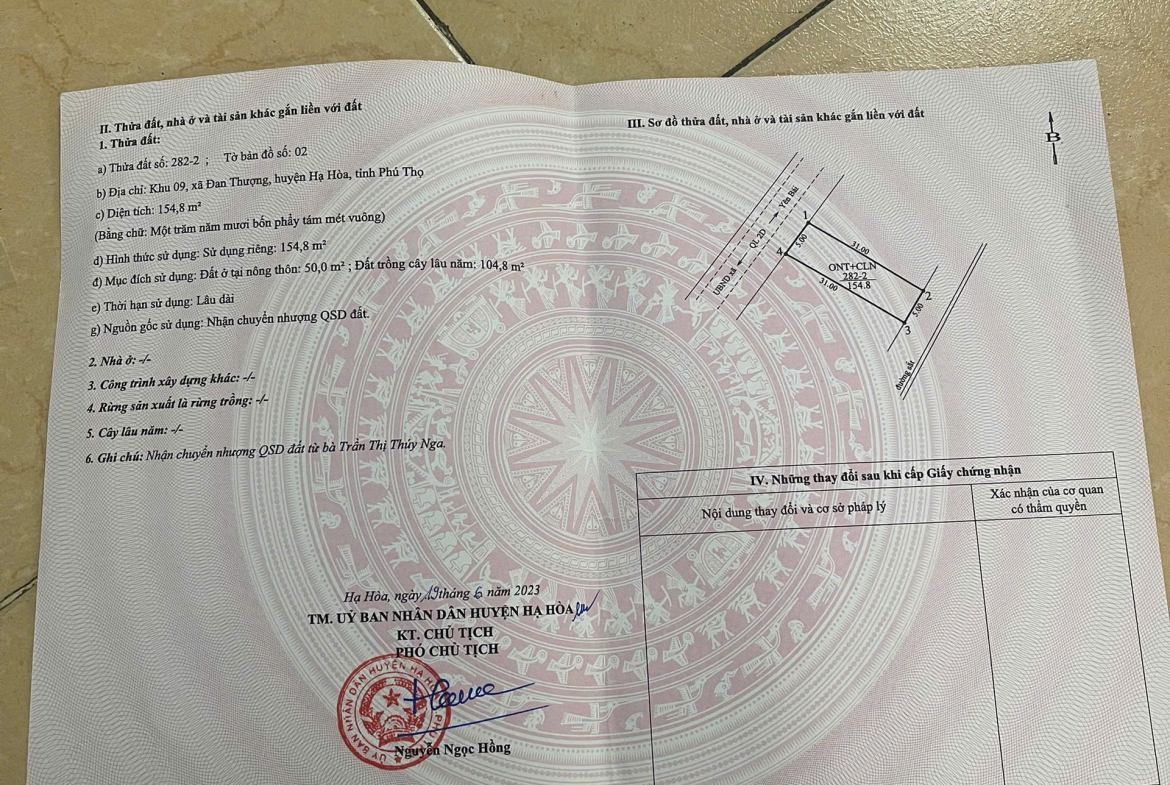 II. Thửa đất, nhà ở và tài sản khác gắn liền với đất
1. Thửa đất:
a) Thửa đất số: 282-2 ; Tờ bản đồ số: 02
b) Địa chỉ: Khu 09, xã Đan Thượng, huyện Hạ Hòa, tỉnh Phú Thọ
c) Diện tích: 154,8 m²
(Bằng chữ: Một trăm năm mươi bốn phẩy tám mét vuông)
d) Hình thức sử dụng: Sử dụng riêng: 154,8 m²
đ) Mục đích sử dụng: Đất ở tại nông thôn: 50,0 m² ; Đất trồng cây lâu năm: 104,8 m²
e) Thời hạn sử dụng: Lâu dài
g) Nguồn gốc sử dụng: Nhận chuyển nhượng QSD đất.
2. Nhà ở: -/-
3. Công trình xây dựng khác: -/-
4. Rừng sản xuất là rừng trồng: -/-
5. Cây lâu năm: -/-
6. Ghi chú: Nhận chuyển nhượng QSD đất từ bà Trần Thị Thúy Nga.
Hạ Hòa, ngày 19 tháng 6 năm 2023
TM. UỶ BAN NHÂN DÂN HUYỆN HẠ HÒA
KT. CHỦ TỊCH
PHÓ CHỦ TỊCH
ỦY BAN NHÂN DÂN HUYỆN HẠ HÒA
Nguyễn Ngọc Hồng
III. Sơ đồ thửa đất, nhà ở và tài sản khác gắn liền với đất
B
UBND xã QL 2D Yên Bái
1
5.00
31.00
4
ONT+CLN
282-2
154.8
31.00
2
5.00
3
đường sắt
IV. Những thay đổi sau khi cấp Giấy chứng nhận
Nội dung thay đổi và cơ sở pháp lý
Xác nhận của cơ quan
có thẩm quyền